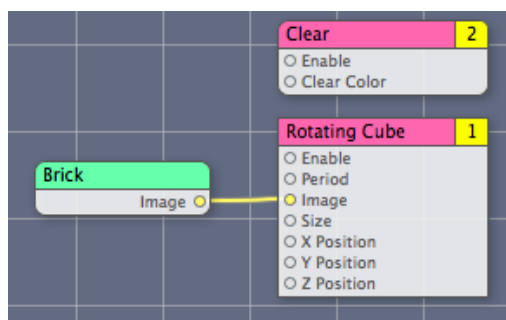 Clear 2
Enable
Clear Color
Rotating Cube 1
Enable
Period
Image
Size
X Position
Y Position
Z Position
Brick
Image